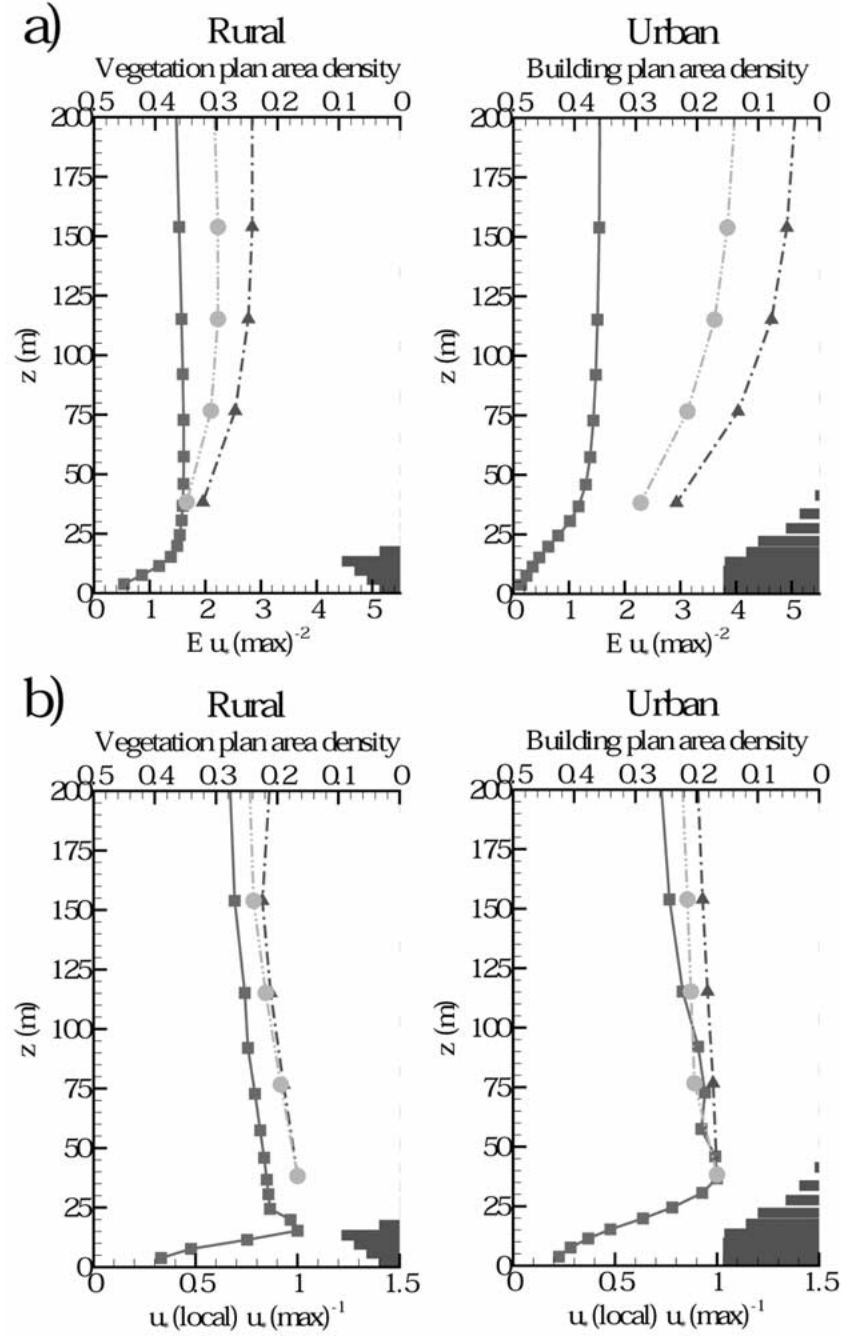 a)
Rural Urban
Vegetation plan area density Building plan area density
0.5 0.4 0.3 0.2 0.1 0 0.5 0.4 0.3 0.2 0.1 0
200 200
175 175
150 150
125 125
z (m) z (m)
100 100
75 75
50 50
25 25
0 0
0 1 2 3 4 5 0 1 2 3 4 5
E u* (max)-2 E u* (max)-2
b)
Rural Urban
Vegetation plan area density Building plan area density
0.5 0.4 0.3 0.2 0.1 0 0.5 0.4 0.3 0.2 0.1 0
200 200
175 175
150 150
125 125
z (m) z (m)
100 100
75 75
50 50
25 25
0 0
0 0.5 1 1.5 0 0.5 1 1.5
u* (local) u* (max)-1 u* (local) u* (max)-1